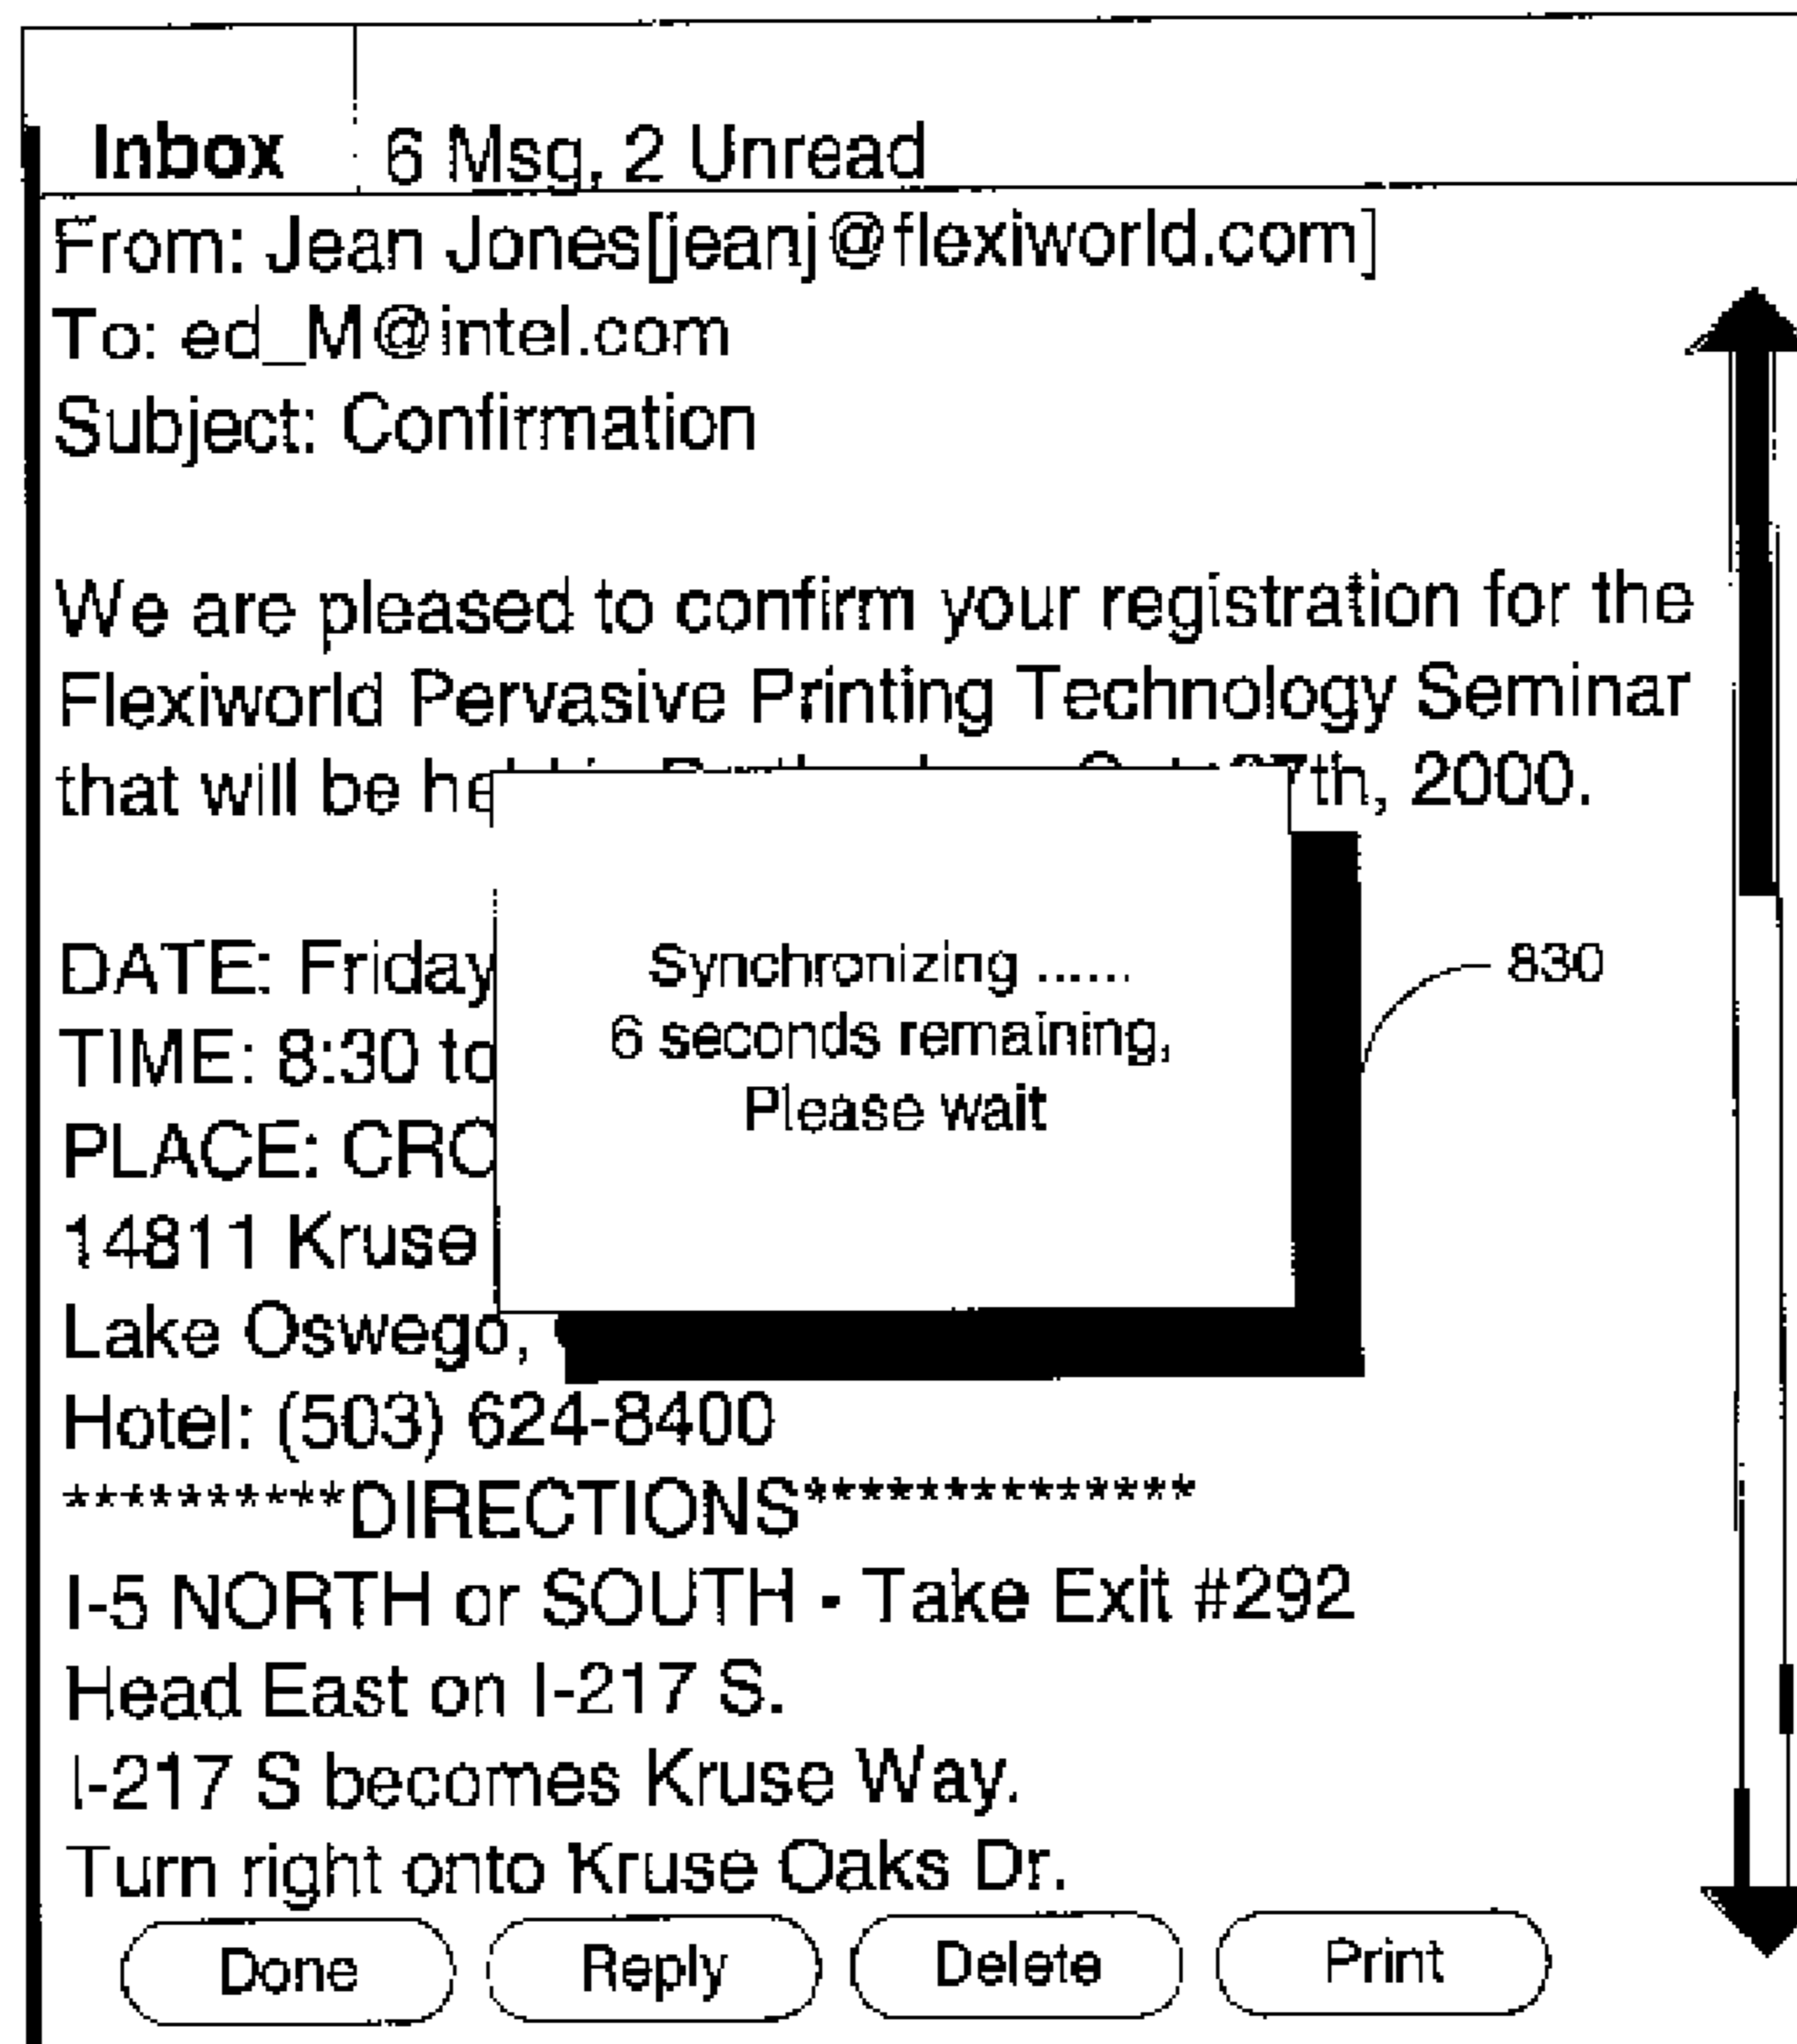 Inbox 6 Msg, 2 Unread
From: Jean Jones[jeanj@flexiworld.com]
To: ed_M@intel.com
Subject: Confirmation
We are pleased to confirm your registration for the
Flexiworld Pervasive Printing Technology Seminar
that will be th, 2000.
DATE: Friday
TIME: 8:30 to
PLACE:
14811 Kruse
Lake Oswego,
Synchronizing ......
6 seconds remaining,
Please wait
830
Hotel: (503) 624-8400
**********DIRECTIONS**************
I-5 NORTH or SOUTH - Take Exit #292
Head East on I-217 S.
I-217 S becomes Kruse Way.
Turn right onto Kruse Oaks Dr.
Done Reply Delete Print